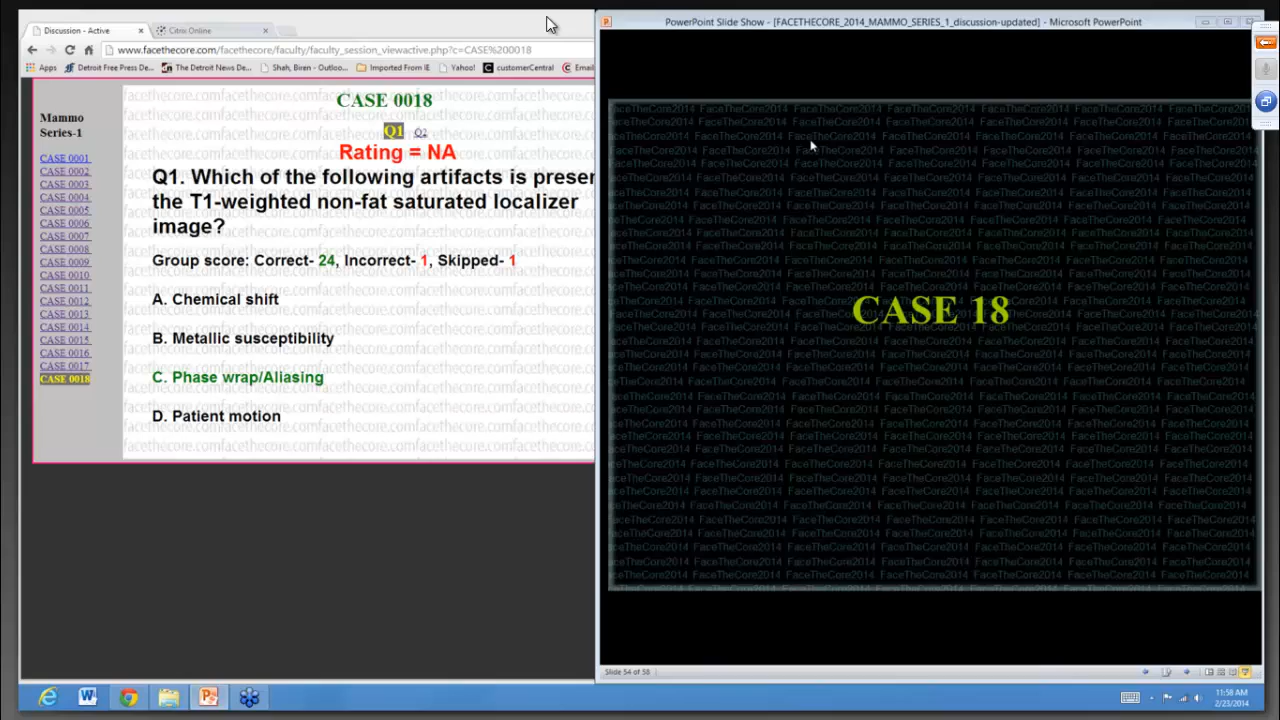 Discussion - Active
Citrix Online
www.facethecore.com/facethecore/faculty/faculty_session_viewactive.php?c=CASE%200018
Apps
Detroit Free Press De...
The Detroit News De...
Shah, Biren - Outloo...
Imported From IE
Yahoo!
customerCentral
Email
Mammo
Series-1
CASE 0001
CASE 0002
CASE 0003
CASE 0004
CASE 0005
CASE 0006
CASE 0007
CASE 0008
CASE 0009
CASE 0010
CASE 0011
CASE 0012
CASE 0013
CASE 0014
CASE 0015
CASE 0016
CASE 0017
CASE 0018
CASE 0018
Q1 Q2
Rating = NA
Q1. Which of the following artifacts is presen
the T1-weighted non-fat saturated localizer
image?
Group score: Correct- 24, Incorrect- 1, Skipped- 1
A. Chemical shift
B. Metallic susceptibility
C. Phase wrap/Aliasing
D. Patient motion
PowerPoint Slide Show - [FACETHECORE_2014_MAMMO_SERIES_1_discussion-updated] - Microsoft PowerPoint
CASE 18
Slide 54 of 58
11:58 AM
2/23/2014